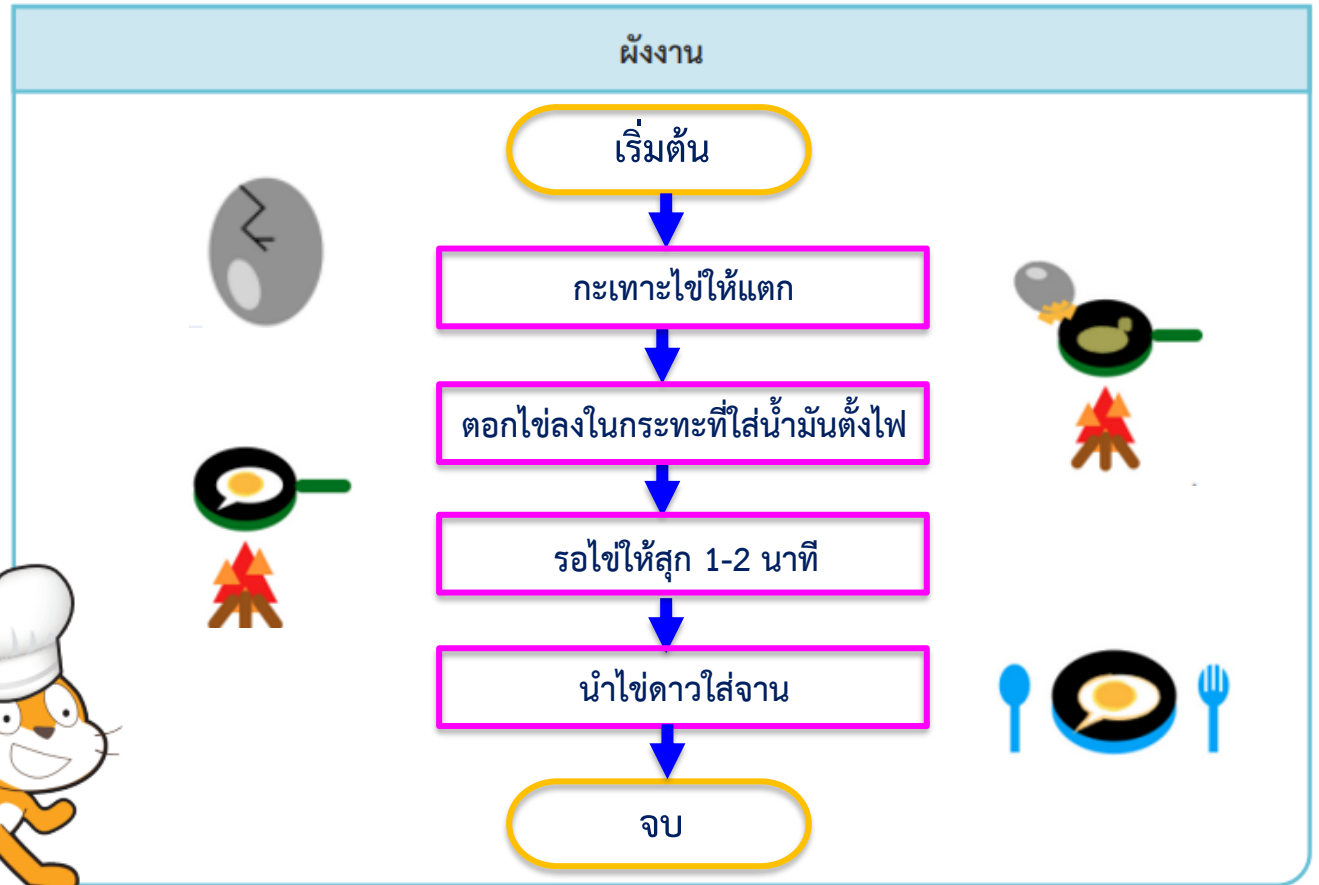 ผังงาน
เริ่มต้น
กะเทาะไข่ให้แตก
ตอกไข่ลงในกระทะที่ใส่น้ำมันตั้งไฟ
รอไข่ให้สุก 1-2 นาที
นำไข่ดาวใส่จาน
จบ